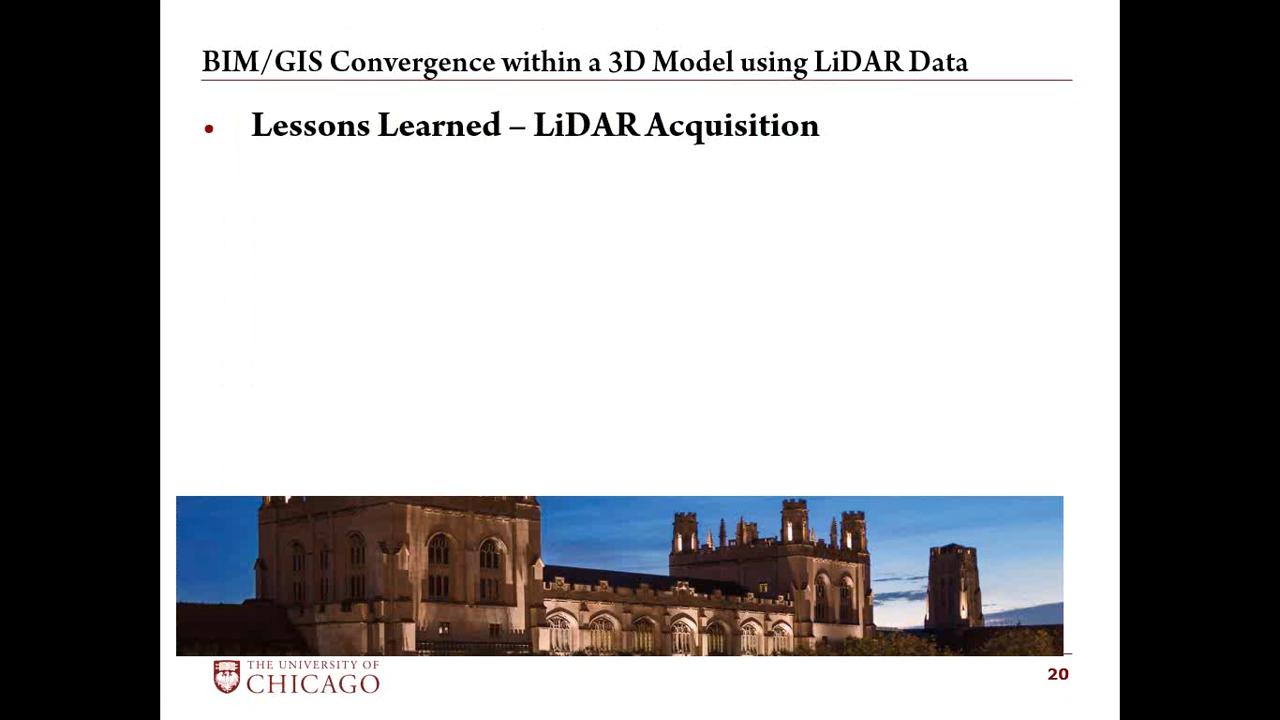 BIM/GIS Convergence within a 3D Model using LiDAR Data
• Lessons Learned – LiDAR Acquisition
THE UNIVERSITY OF
CHICAGO
20